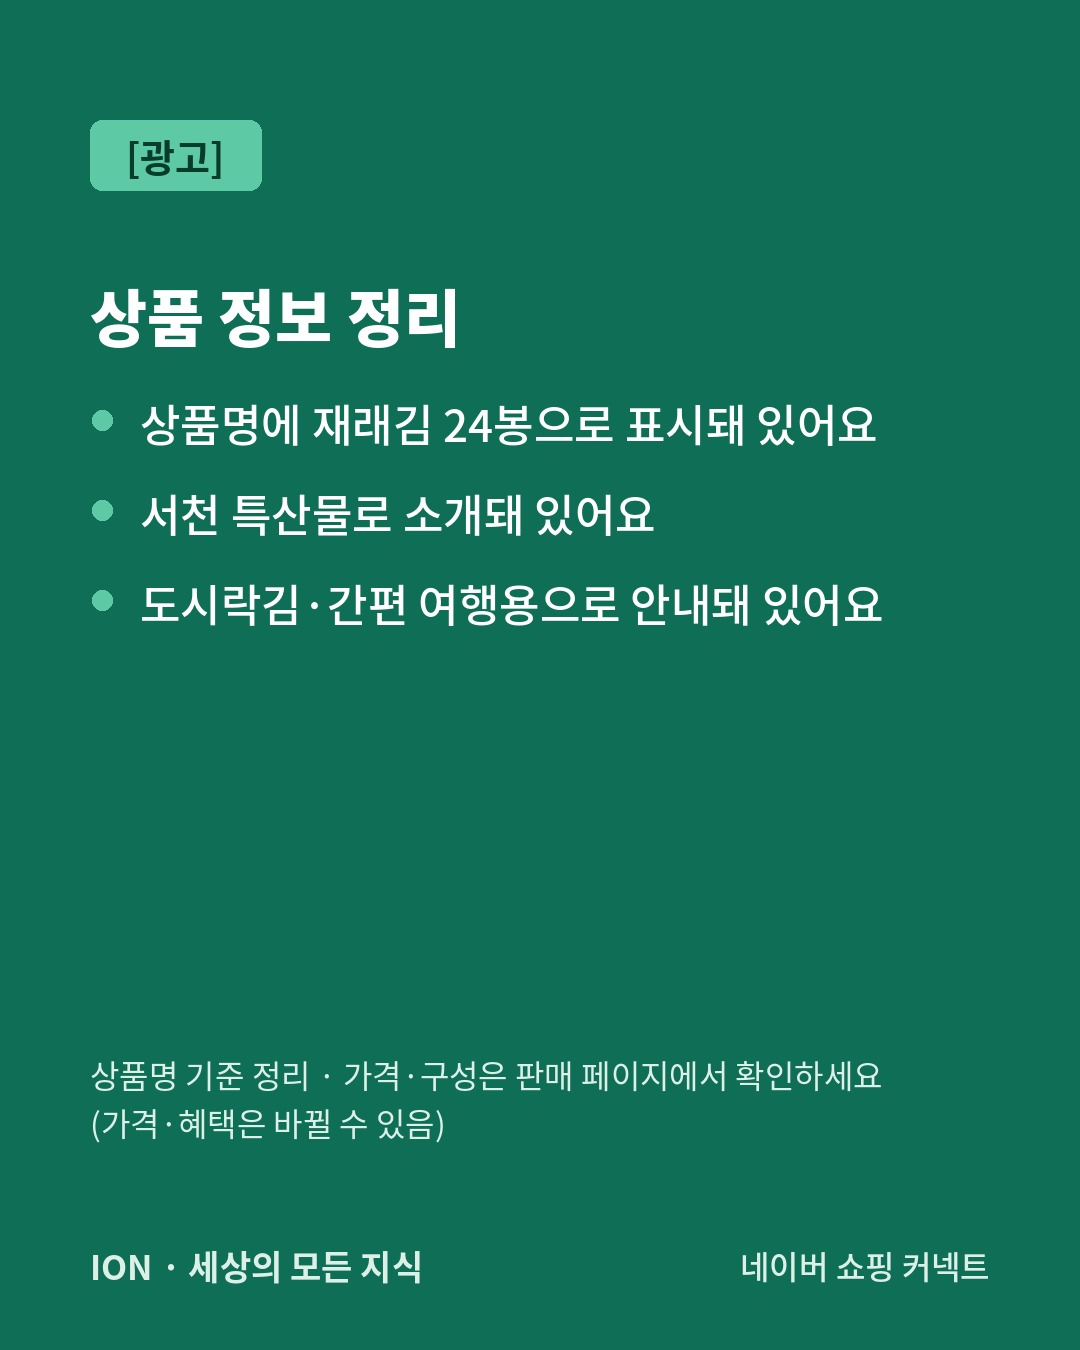 [광고]
상품 정보 정리
상품명에 재래김 24봉으로 표시돼 있어요
서천 특산물로 소개돼 있어요
도시락김·간편 여행용으로 안내돼 있어요
상품명 기준 정리 · 가격·구성은 판매 페이지에서 확인하세요
(가격·혜택은 바뀔 수 있음)
ION · 세상의 모든 지식
네이버 쇼핑 커넥트